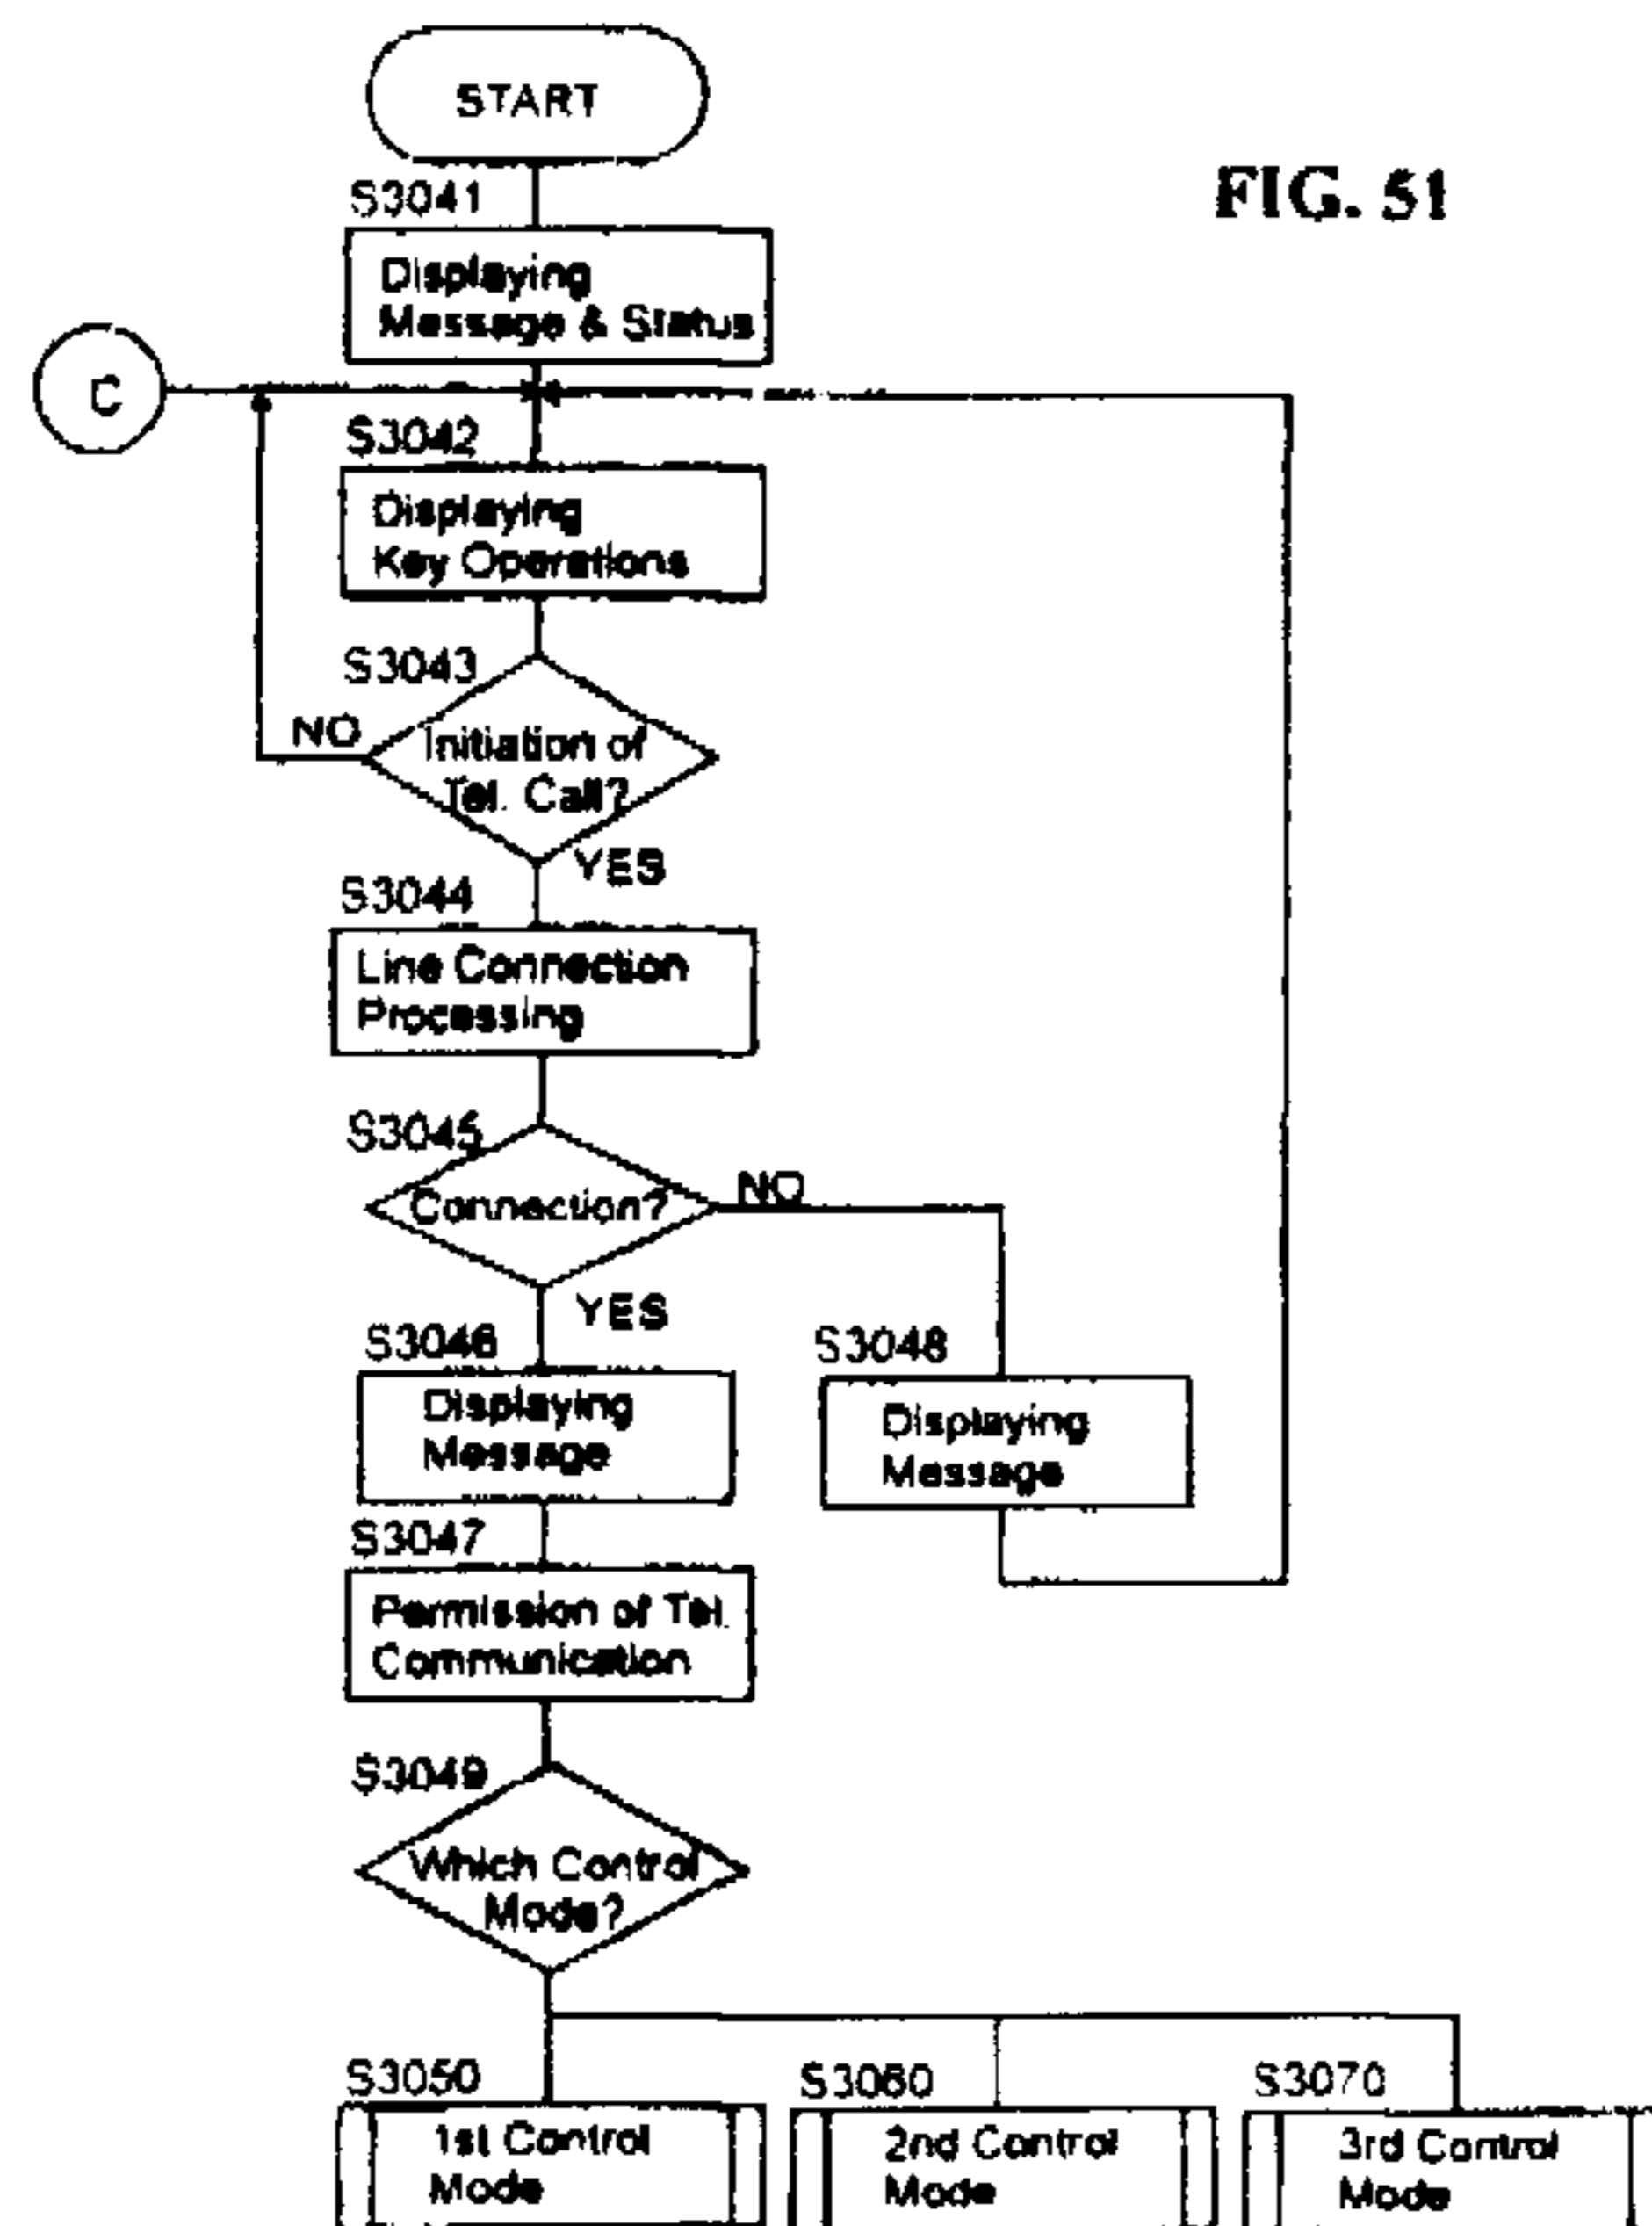 START
FIG. 51
S3041
Displaying
Message & Status
C
S3042
Displaying
Key Operations
S3043
NO
Initiation of
Tel. Call?
YES
S3044
Line Connection
Processing
S3045
Connection?
NO
YES
S3046
Displaying
Message
S3048
Displaying
Message
S3047
Permission of Tel.
Communication
S3049
Which Control
Mode?
S3050
1st Control
Mode
S3060
2nd Control
Mode
S3070
3rd Control
Mode